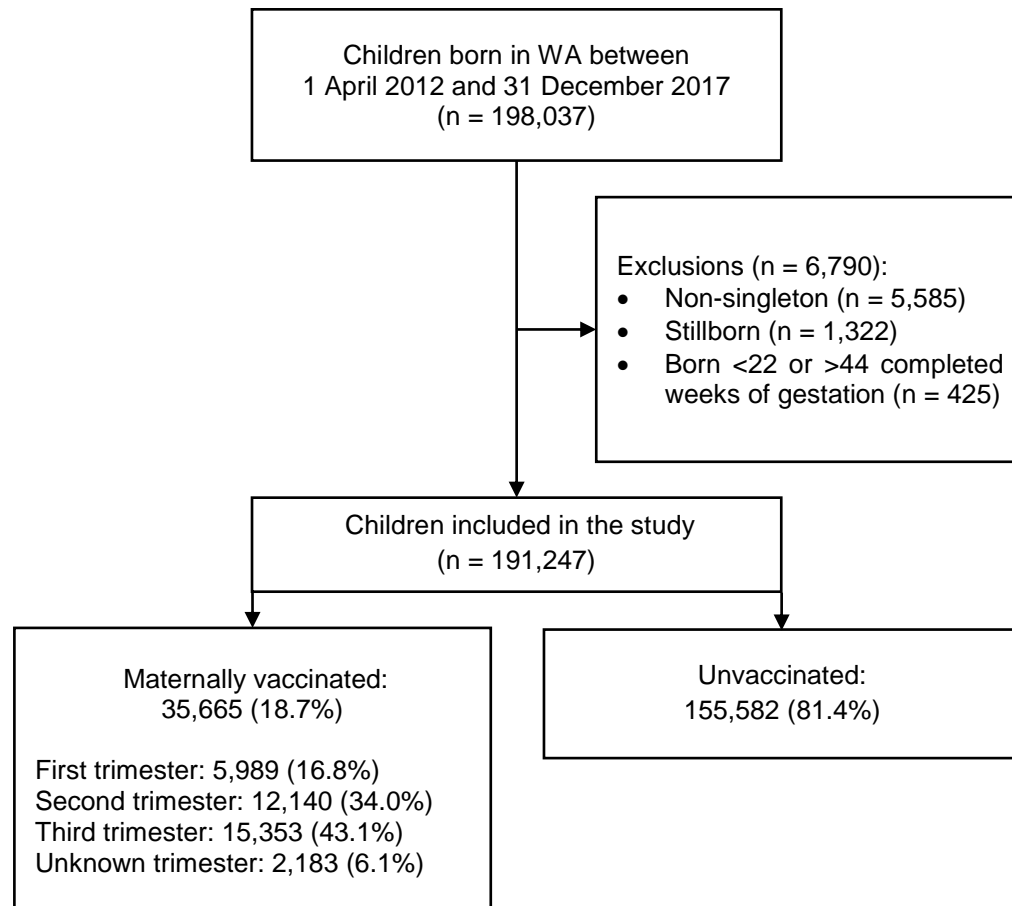 Children born in WA between
1 April 2012 and 31 December 2017
(n = 198,037)
Exclusions (n = 6,790):
• Non-singleton (n = 5,585)
• Stillborn (n = 1,322)
• Born <22 or >44 completed
weeks of gestation (n = 425)
Children included in the study
(n = 191,247)
Maternally vaccinated:
35,665 (18.7%)
First trimester: 5,989 (16.8%)
Second trimester: 12,140 (34.0%)
Third trimester: 15,353 (43.1%)
Unknown trimester: 2,183 (6.1%)
Unvaccinated:
155,582 (81.4%)